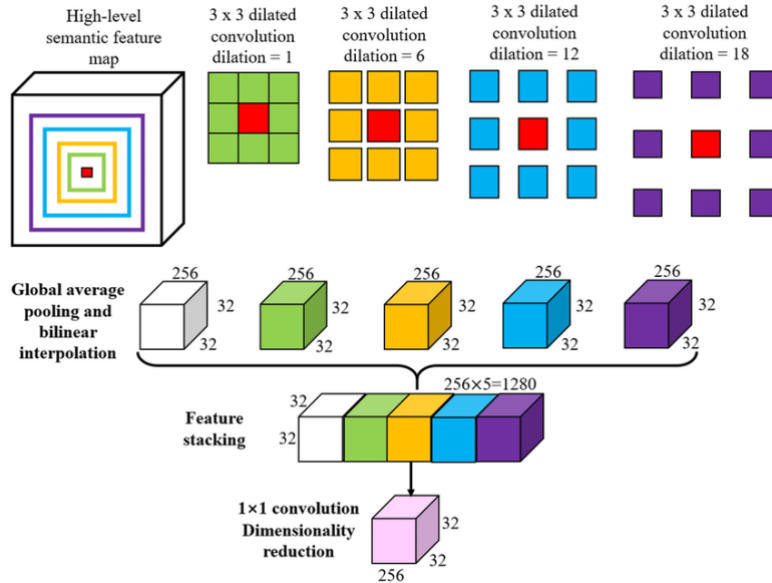 High-level
semantic feature
map
3 x 3 dilated
convolution
dilation = 1
3 x 3 dilated
convolution
dilation = 6
3 x 3 dilated
convolution
dilation = 12
3 x 3 dilated
convolution
dilation = 18
Global average
pooling and
bilinear
interpolation
256
32
32
256
32
32
256
32
32
256
32
32
256
32
32
256×5=1280
Feature
stacking
32
32
1×1 convolution
Dimensionality
reduction
32
32
256